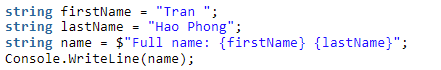 string firstName = "Tran ";
string lastName = "Hao Phong";
string name = $"Full name: {firstName} {lastName}";
Console.WriteLine(name);